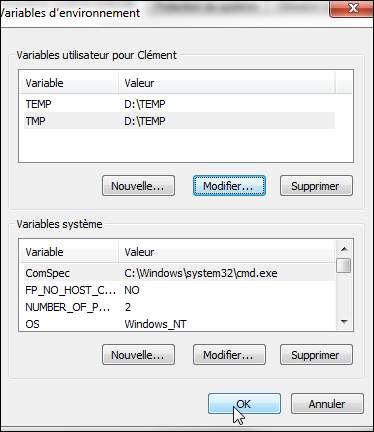 Variables d'environnement
Variables utilisateur pour Clément
Variable Valeur
TEMP D:\TEMP
TMP D:\TEMP
Nouvelle... Modifier... Supprimer
Variables système
Variable Valeur
ComSpec C:\Windows\system32\cmd.exe
FP_NO_HOST_C... NO
NUMBER_OF_P... 2
OS Windows_NT
Nouvelle... Modifier... Supprimer
OK Annuler